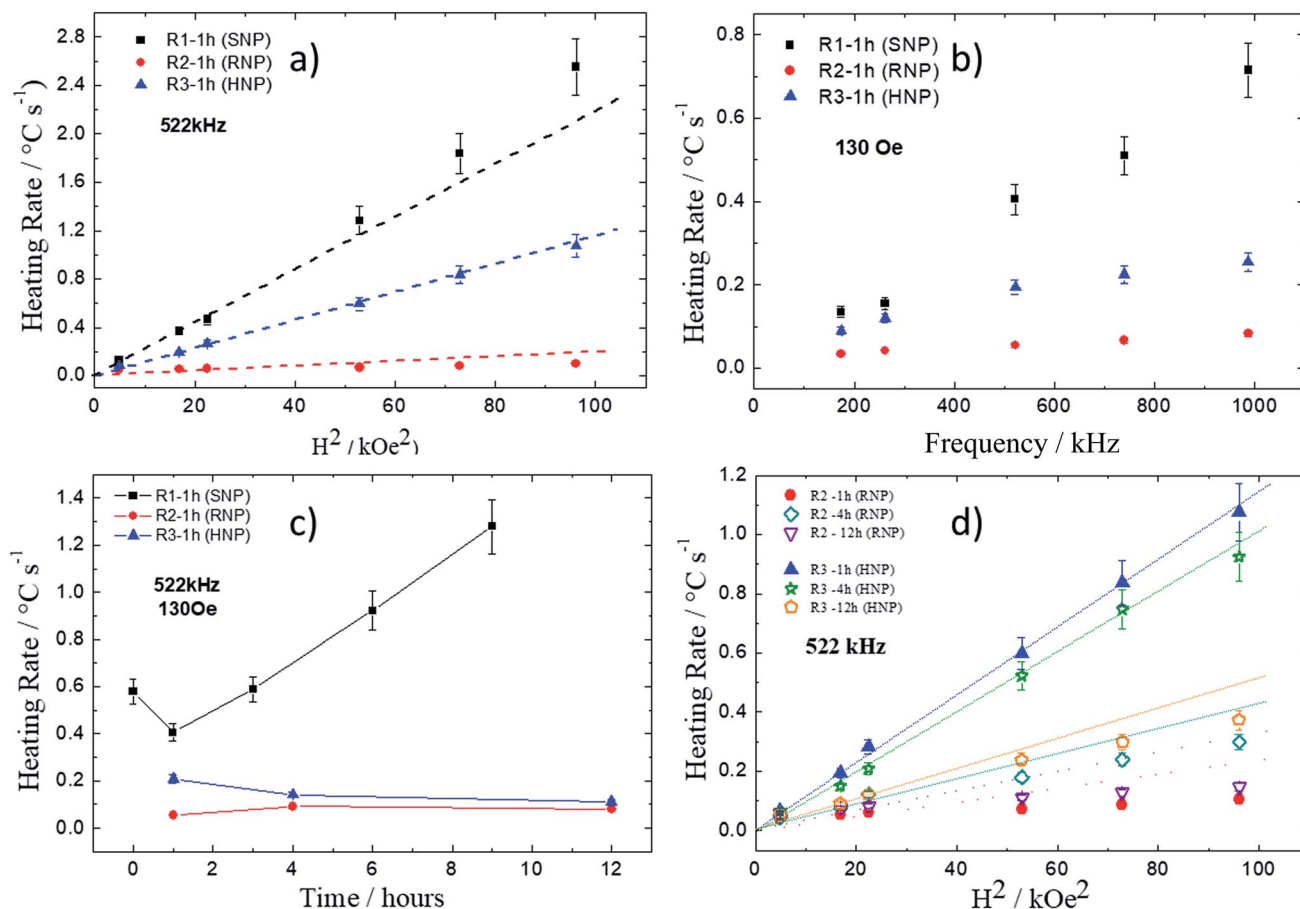 2.8
2.4
2.0
1.6
1.2
0.8
0.4
0.0
Heating Rate / °C s⁻¹
R1-1h (SNP)
R2-1h (RNP)
R3-1h (HNP)
522kHz
a)
0 20 40 60 80 100
H² / kOe²)
0.8
0.6
0.4
0.2
0.0
Heating Rate / °C s⁻¹
R1-1h (SNP)
R2-1h (RNP)
R3-1h (HNP)
130 Oe
b)
0 200 400 600 800 1000
Frequency / kHz
1.4
1.2
1.0
0.8
0.6
0.4
0.2
0.0
Heating Rate / °C s⁻¹
R1-1h (SNP)
R2-1h (RNP)
R3-1h (HNP)
522kHz
130Oe
c)
0 2 4 6 8 10 12
Time / hours
1.2
1.0
0.8
0.6
0.4
0.2
0.0
Heating Rate / °C s⁻¹
R2 -1h (RNP)
R2 -4h (RNP)
R2 - 12h (RNP)
R3 -1h (HNP)
R3 -4h (HNP)
R3 -12h (HNP)
522 kHz
d)
0 20 40 60 80 100
H² / kOe²